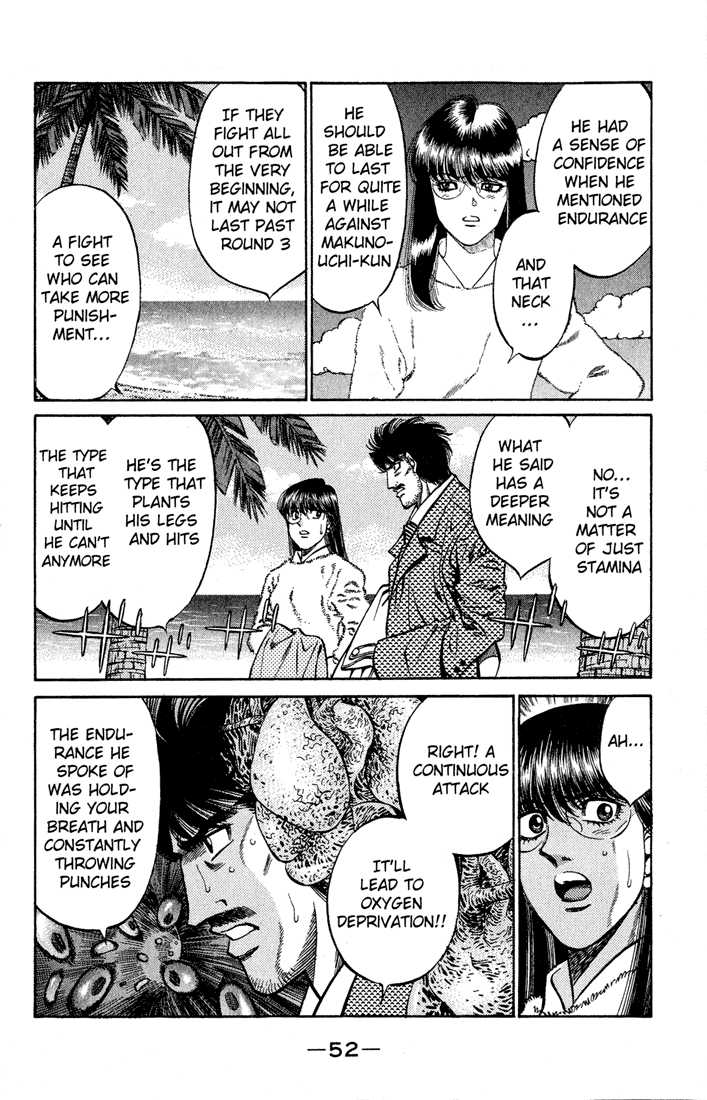 HE HAD
A SENSE OF
CONFIDENCE
WHEN HE
MENTIONED
ENDURANCE
AND
THAT
NECK
...
HE
SHOULD
BE ABLE
TO LAST
FOR QUITE
A WHILE
AGAINST
MAKUNO-
UCHI-KUN
IF THEY
FIGHT ALL
OUT FROM
THE VERY
BEGINNING,
IT MAY NOT
LAST PAST
ROUND 3
A FIGHT
TO SEE
WHO CAN
TAKE MORE
PUNISH-
MENT...
NO...
IT'S
NOT A
MATTER
OF JUST
STAMINA
WHAT
HE SAID
HAS A
DEEPER
MEANING
HE'S THE
TYPE THAT
PLANTS
HIS LEGS
AND HITS
THE TYPE
THAT
KEEPS
HITTING
UNTIL
HE CAN'T
ANYMORE
AH...
RIGHT! A
CONTINUOUS
ATTACK
IT'LL
LEAD TO
OXYGEN
DEPRIVATION!!
THE ENDU-
RANCE HE
SPOKE OF
WAS HOLD-
ING YOUR
BREATH AND
CONSTANTLY
THROWING
PUNCHES
—52—